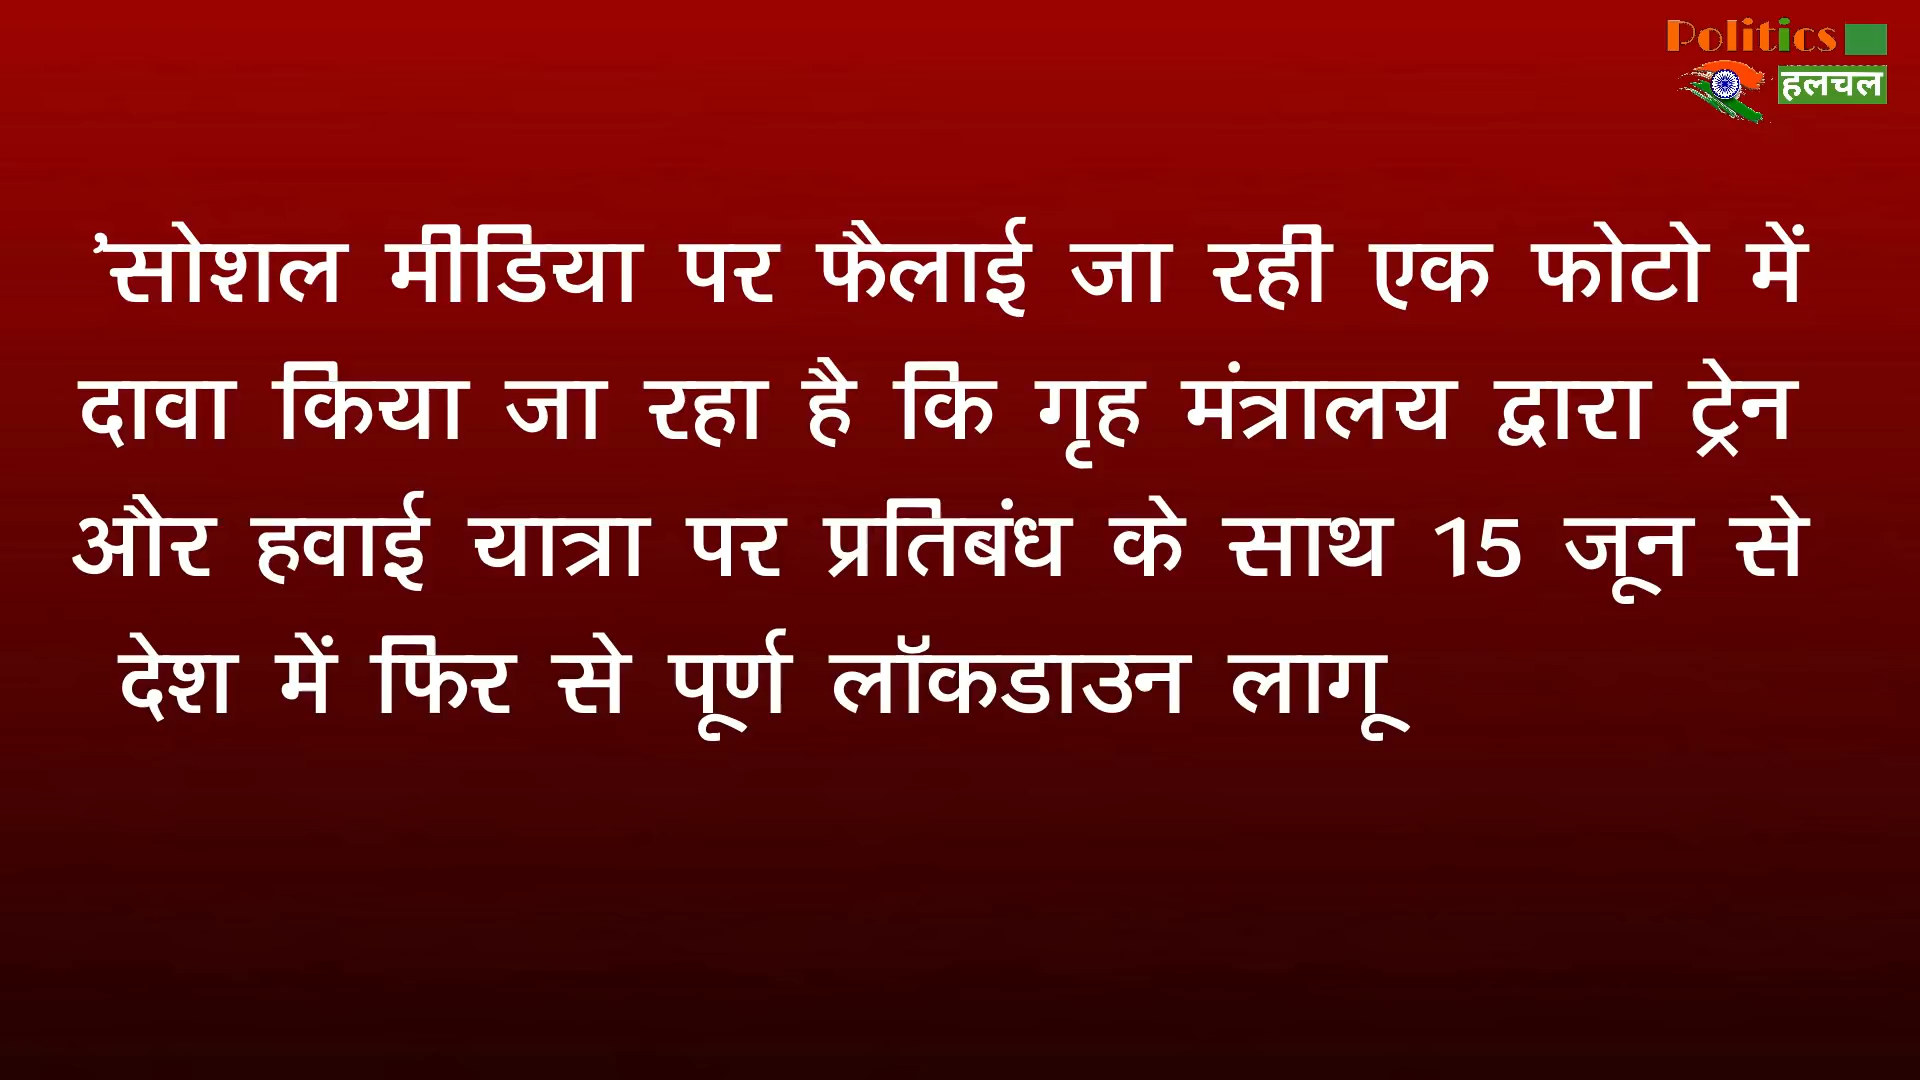 Politics
हलचल
’सोशल मीडिया पर फैलाई जा रही एक फोटो में
दावा किया जा रहा है कि गृह मंत्रालय द्वारा ट्रेन
और हवाई यात्रा पर प्रतिबंध के साथ 15 जून से
देश में फिर से पूर्ण लॉकडाउन लागू